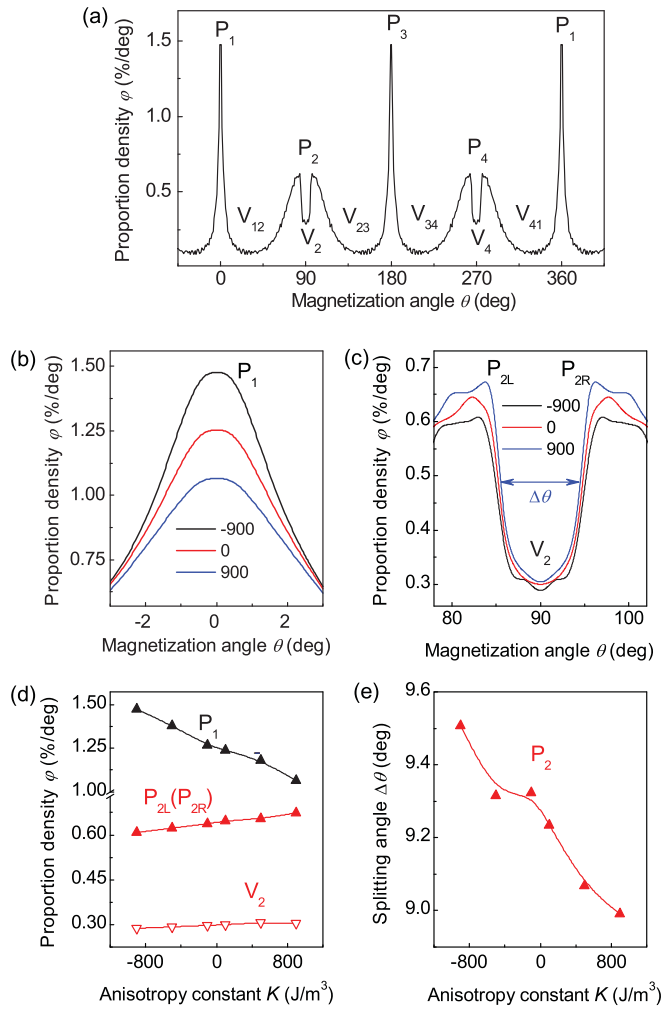 (a)
P1
P3
P1
P2
P4
V12
V2
V23
V34
V4
V41
1.5
1.0
0.5
Proportion density φ (%/deg)
0 90 180 270 360
Magnetization angle θ (deg)
(b)
P1
1.50
1.25
1.00
0.75
Proportion density φ (%/deg)
-900
0
900
-2 0 2
Magnetization angle θ (deg)
(c)
P2L P2R
0.7
0.6
0.5
0.4
0.3
Proportion density φ (%/deg)
-900
0
900
Δθ
V2
80 90 100
Magnetization angle θ (deg)
(d)
P1
P2L(P2R)
V2
1.50
1.25
1.00
0.60
0.45
0.30
Proportion density φ (%/deg)
-800 0 800
Anisotropy constant K (J/m³)
(e)
P2
9.6
9.4
9.2
9.0
Splitting angle Δθ (deg)
-800 0 800
Anisotropy constant K (J/m³)